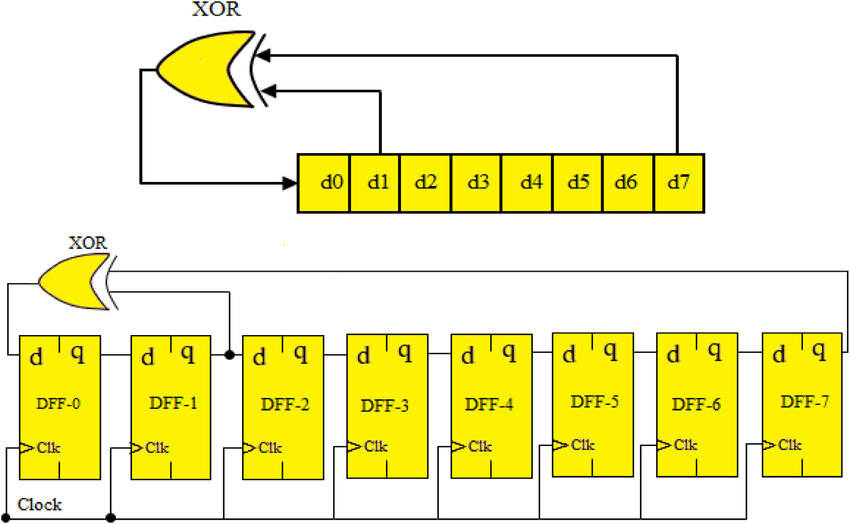 XOR
d0 d1 d2 d3 d4 d5 d6 d7
XOR
d q d q d q d q d q d q d q d q
DFF-0 DFF-1 DFF-2 DFF-3 DFF-4 DFF-5 DFF-6 DFF-7
Clk Clk Clk Clk Clk Clk Clk Clk
Clock